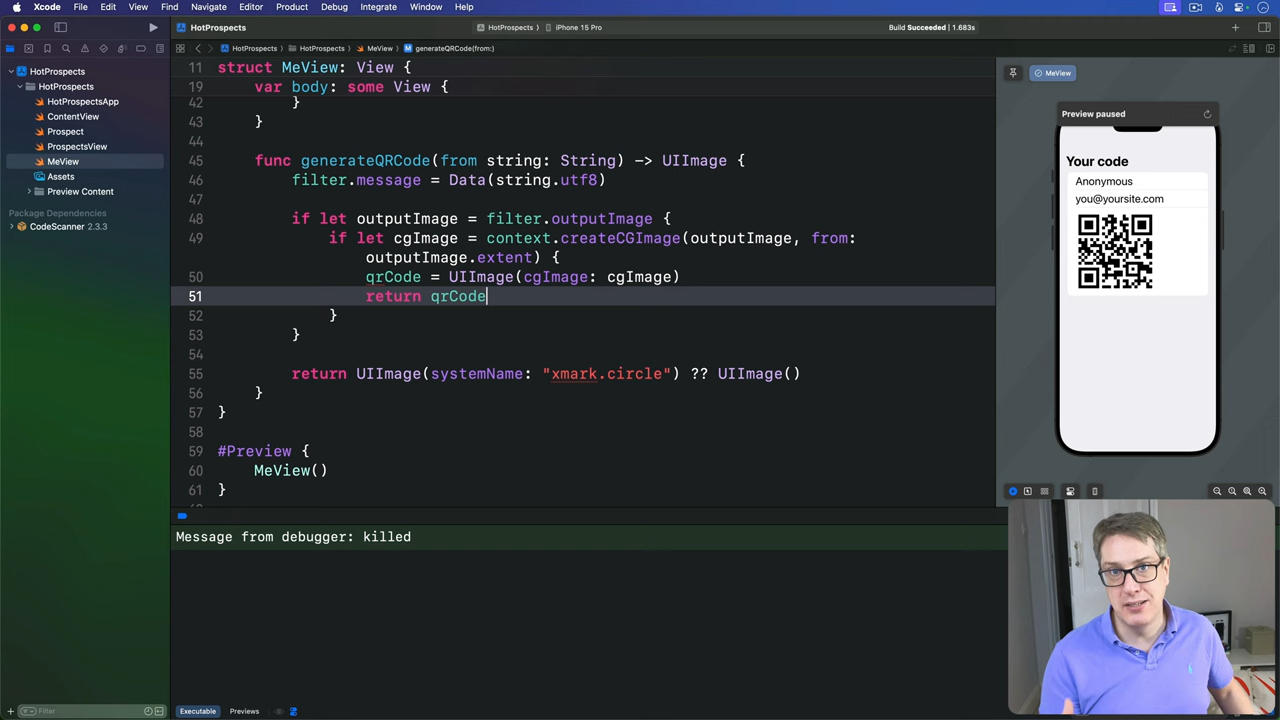 Xcode File Edit View Find Navigate Editor Product Debug Integrate Window Help
HotProspects
HotProspects › iPhone 15 Pro
Build Succeeded | 1.683s
HotProspects › HotProspects › MeView › M generateQRCode(from:)
HotProspects
HotProspects
HotProspectsApp
ContentView
Prospect
ProspectsView
MeView
Assets
Preview Content
Package Dependencies
CodeScanner 2.3.3
Filter
11 struct MeView: View {
19 var body: some View {
42 }
43 }
44
45 func generateQRCode(from string: String) -> UIImage {
46 filter.message = Data(string.utf8)
47
48 if let outputImage = filter.outputImage {
49 if let cgImage = context.createCGImage(outputImage, from:
outputImage.extent) {
50 qrCode = UIImage(cgImage: cgImage)
51 return qrCode
52 }
53 }
54
55 return UIImage(systemName: "xmark.circle") ?? UIImage()
56 }
57 }
58
59 #Preview {
60 MeView()
61 }
Message from debugger: killed
Executable Previews
MeView
Preview paused
Your code
Anonymous
you@yoursite.com